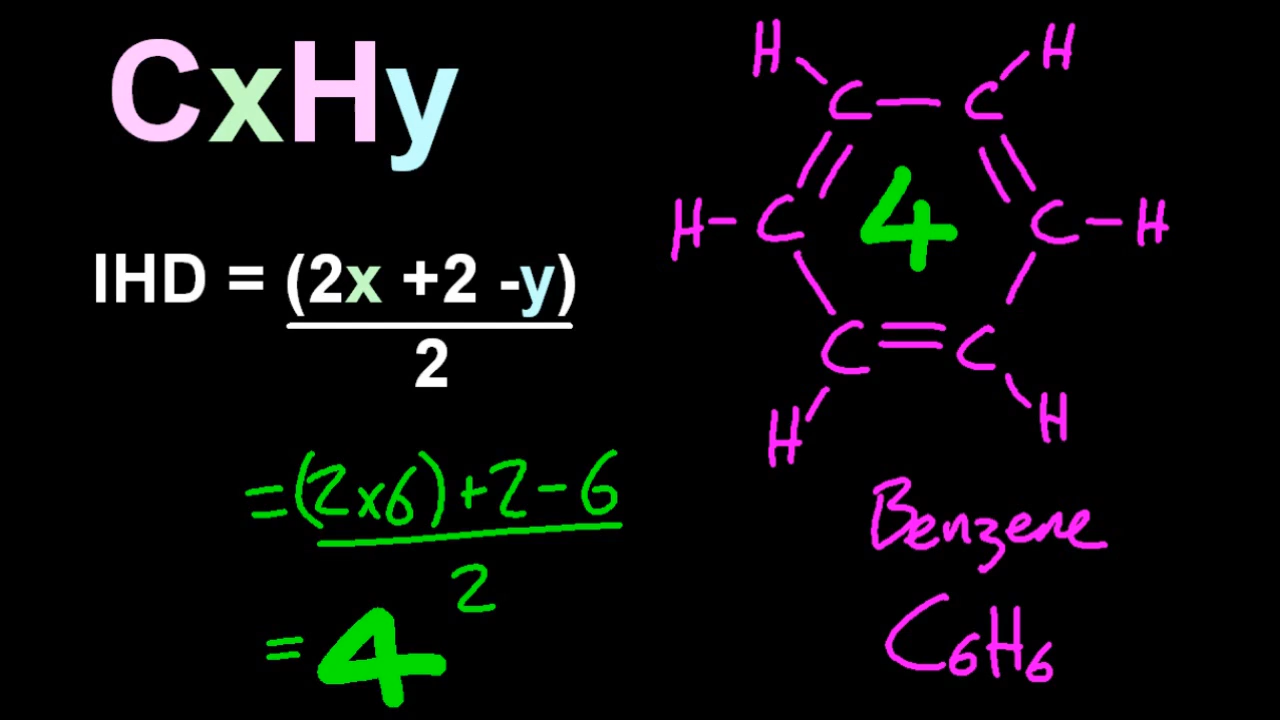 CxHy
IHD = (2x +2 -y)
2
=(2x6)+2-6
2
=4
H H
C C
H C 4 C H
C C
H H
Benzene
C6H6